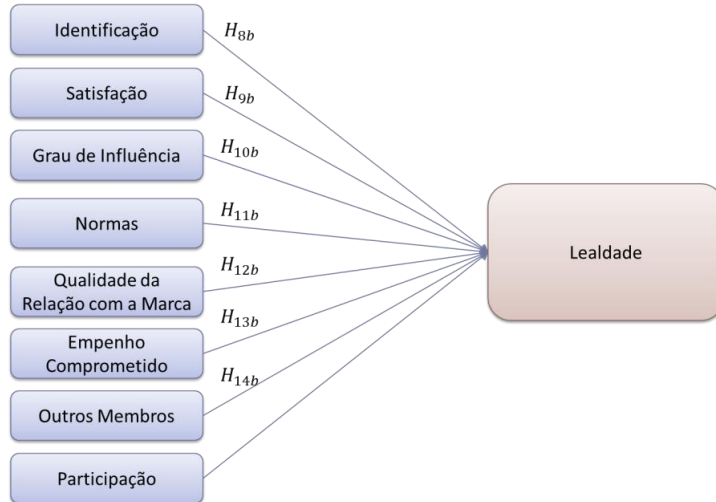 Identificação
H8b
Satisfação
H9b
Grau de Influência
H10b
Normas
H11b
Lealdade
Qualidade da
Relação com a Marca
H12b
Empenho
Comprometido
H13b
Outros Membros
H14b
Participação